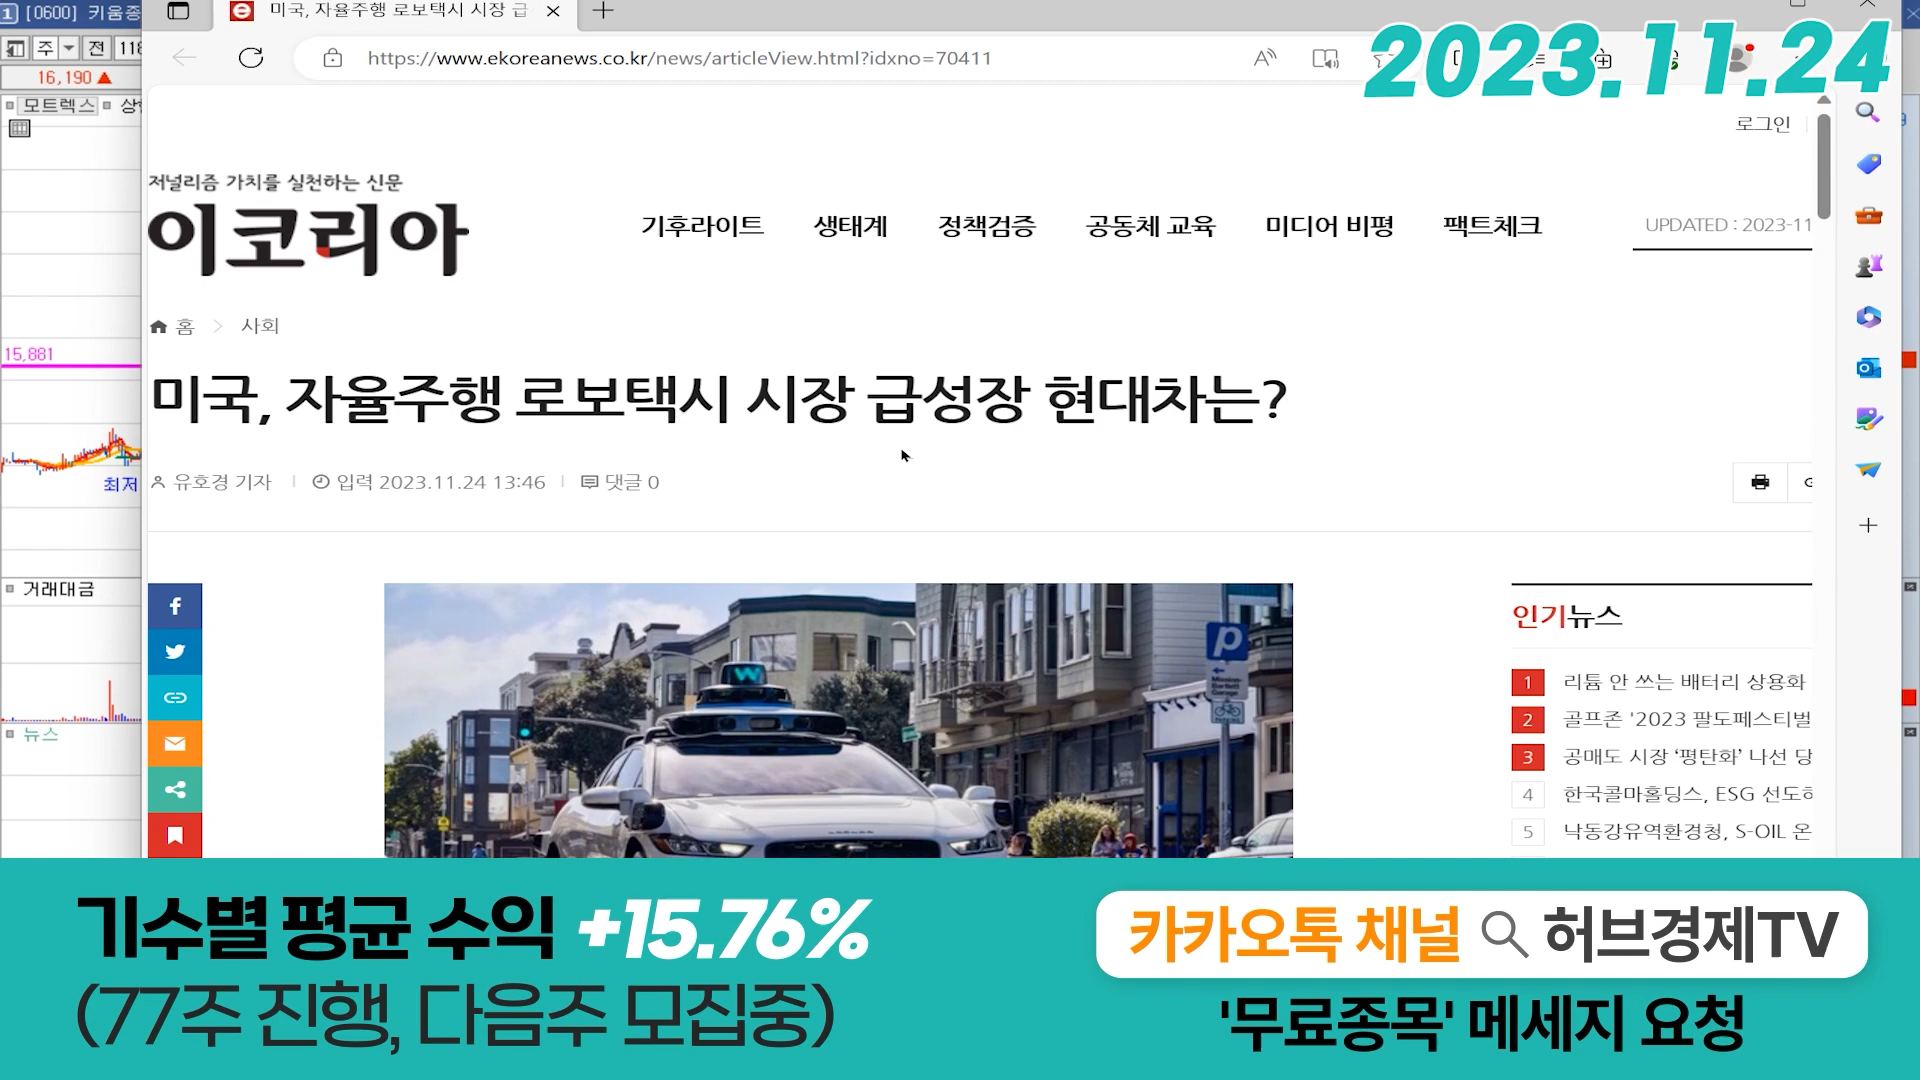 1 [0600] 키움증
미국, 자율주행 로보택시 시장 급
https://www.ekoreanews.co.kr/news/articleView.html?idxno=70411
2023.11.24
주 전 118
16,190
모트렉스
로그인
저널리즘 가치를 실천하는 신문
이코리아
기후라이트 생태계 정책검증 공동체 교육 미디어 비평 팩트체크
UPDATED : 2023-11
홈 > 사회
15,881
미국, 자율주행 로보택시 시장 급성장 현대차는?
최저
유호경 기자 입력 2023.11.24 13:46 댓글 0
거래대금
뉴스
P
Mission-
Bartlett
Garage
인기뉴스
1 리튬 안 쓰는 배터리 상용화
2 골프존 '2023 팔도페스티벌
3 공매도 시장 ‘평탄화’ 나선 당
4 한국콜마홀딩스, ESG 선도하
5 낙동강유역환경청, S-OIL 온
기수별 평균 수익 +15.76%
(77주 진행, 다음주 모집중)
카카오톡 채널 허브경제TV
'무료종목' 메세지 요청